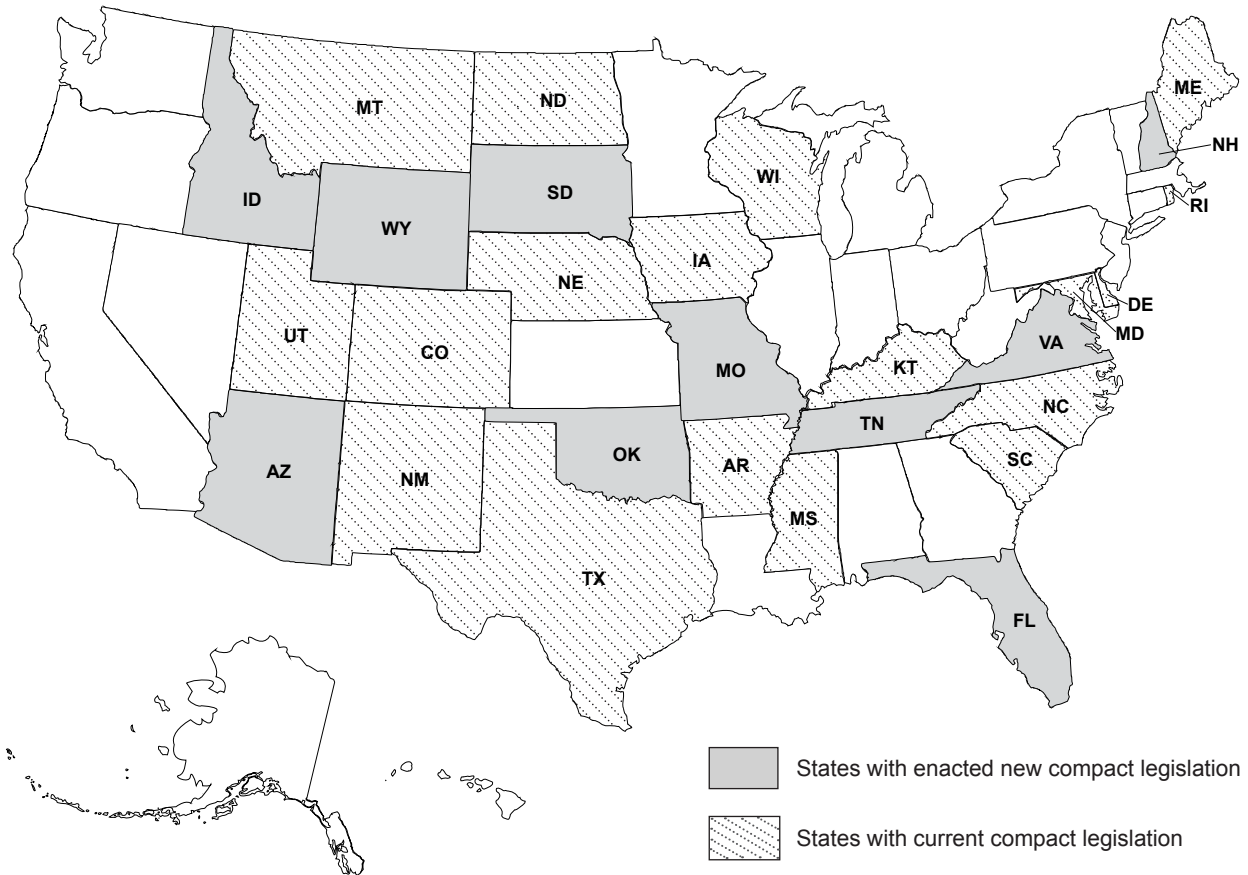 ME
MT
ND
NH
WI
ID
SD
RI
WY
IA
NE
DE
MD
UT
VA
CO
KT
MO
NC
TN
OK
SC
AR
AZ
NM
MS
TX
FL
States with enacted new compact legislation
States with current compact legislation